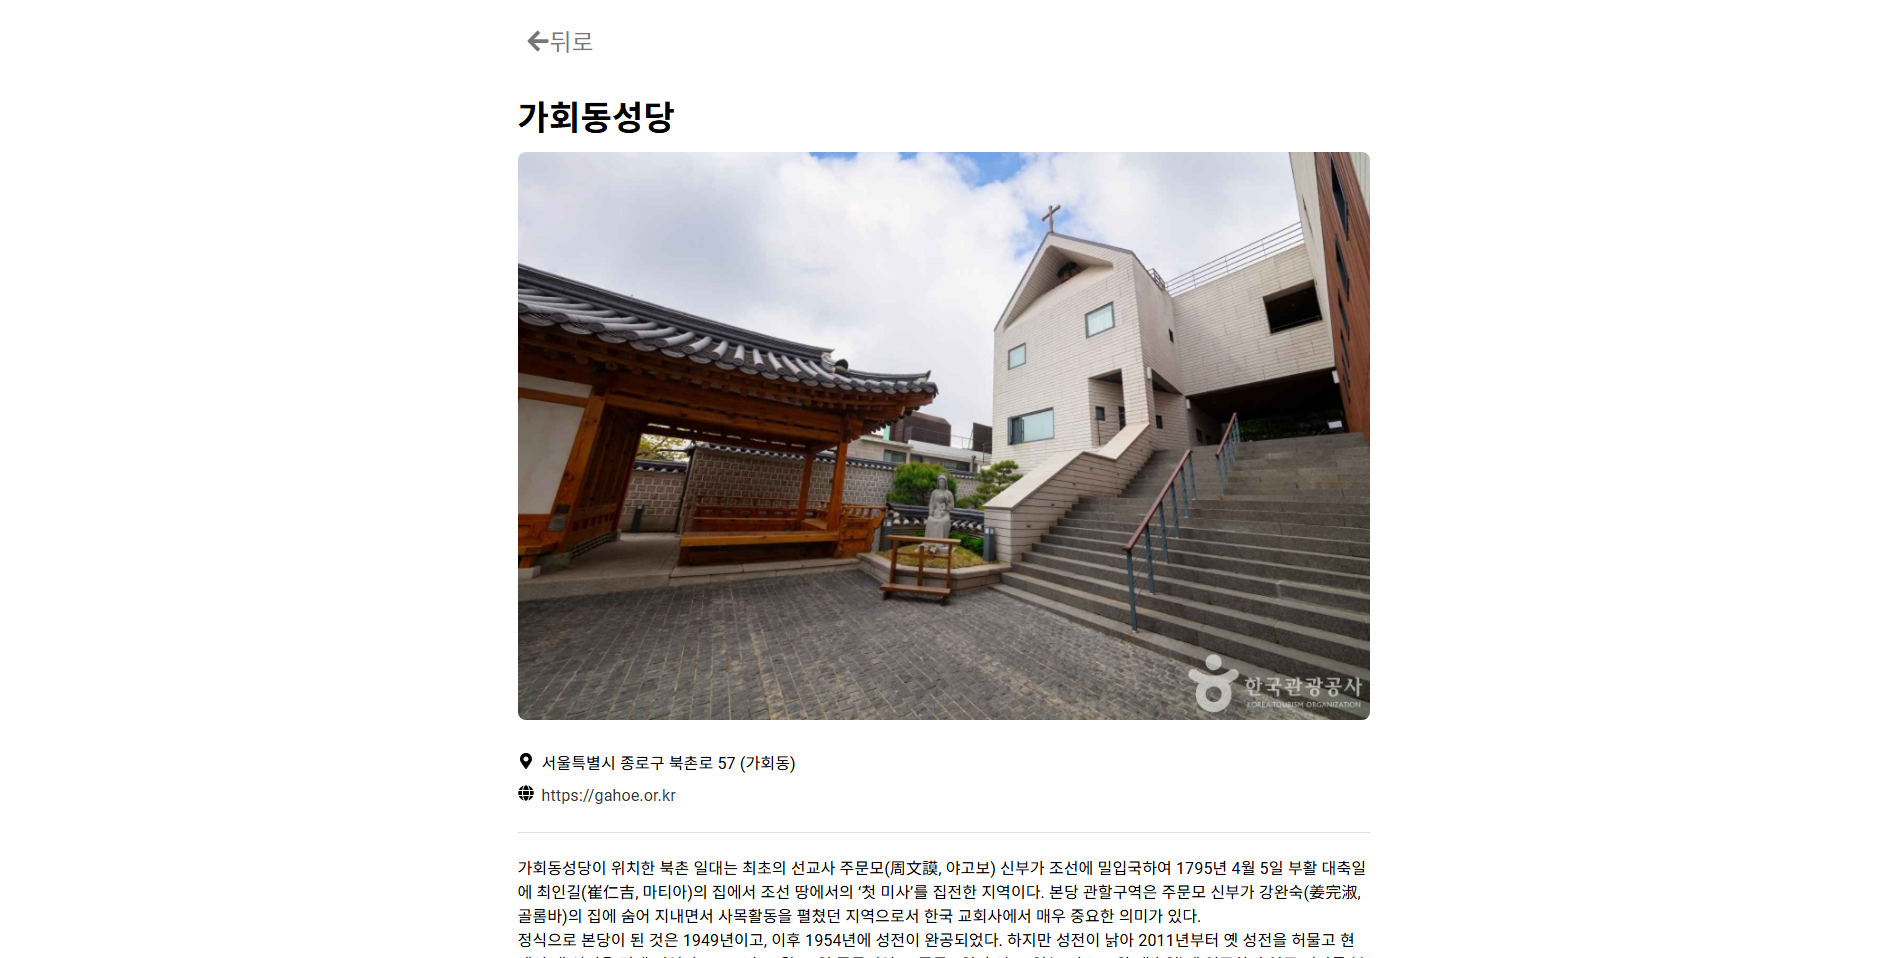 뒤로
가회동성당
한국관광공사
KOREA TOURISM ORGANIZATION
서울특별시 종로구 북촌로 57 (가회동)
https://gahoe.or.kr
가회동성당이 위치한 북촌 일대는 최초의 선교사 주문모(周文謨, 야고보) 신부가 조선에 밀입국하여 1795년 4월 5일 부활 대축일
에 최인길(崔仁吉, 마티아)의 집에서 조선 땅에서의 ‘첫 미사’를 집전한 지역이다. 본당 관할구역은 주문모 신부가 강완숙(姜完淑,
골롬바)의 집에 숨어 지내면서 사목활동을 펼쳤던 지역으로서 한국 교회사에서 매우 중요한 의미가 있다.
정식으로 본당이 된 것은 1949년이고, 이후 1954년에 성전이 완공되었다. 하지만 성전이 낡아 2011년부터 옛 성전을 허물고 현